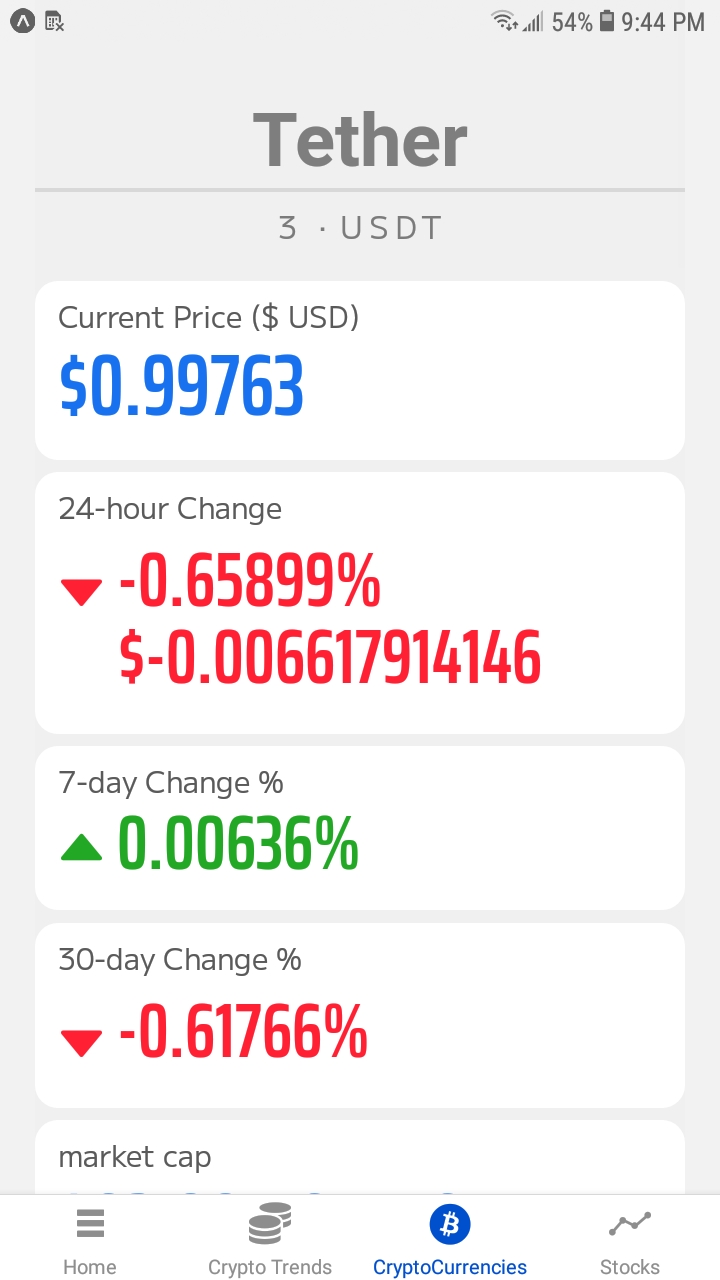 54% 9:44 PM
Tether
3 · USDT
Current Price ($ USD)
$0.99763
24-hour Change
-0.65899%
$-0.006617914146
7-day Change %
0.00636%
30-day Change %
-0.61766%
market cap
Home Crypto Trends CryptoCurrencies Stocks